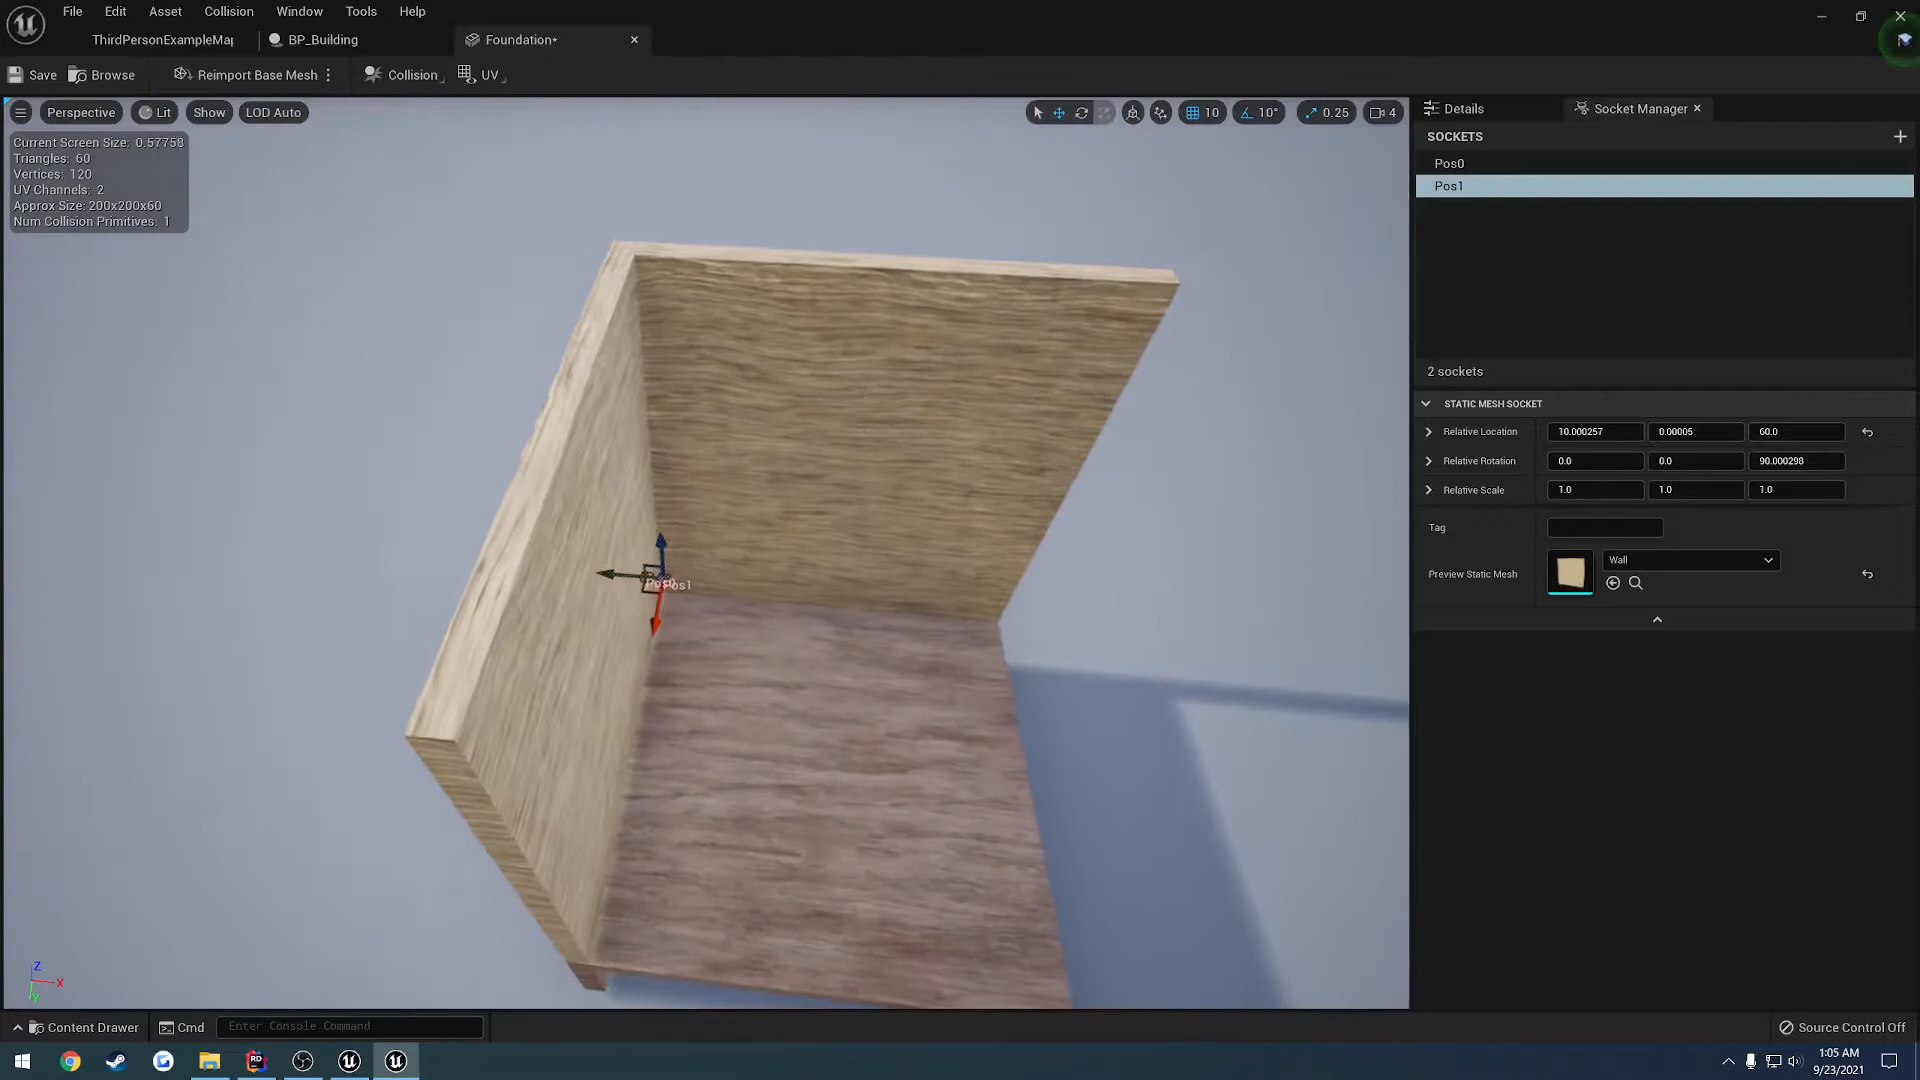 File Edit Asset Collision Window Tools Help
ThirdPersonExampleMap BP_Building Foundation*
Save Browse Reimport Base Mesh Collision UV
Perspective Lit Show LOD Auto 10 10° 0.25 4
Details Socket Manager
Current Screen Size: 0.57758
Triangles: 60
Vertices: 120
UV Channels: 2
Approx Size: 200x200x60
Num Collision Primitives: 1
SOCKETS
Pos0
Pos1
2 sockets
STATIC MESH SOCKET
Relative Location 10.000257 0.00005 60.0
Relative Rotation 0.0 0.0 90.000298
Relative Scale 1.0 1.0 1.0
Tag
Preview Static Mesh Wall
Pos0 Pos1
Z
X
Y
Content Drawer Cmd Enter Console Command Source Control Off
RD
1:05 AM
9/23/2021